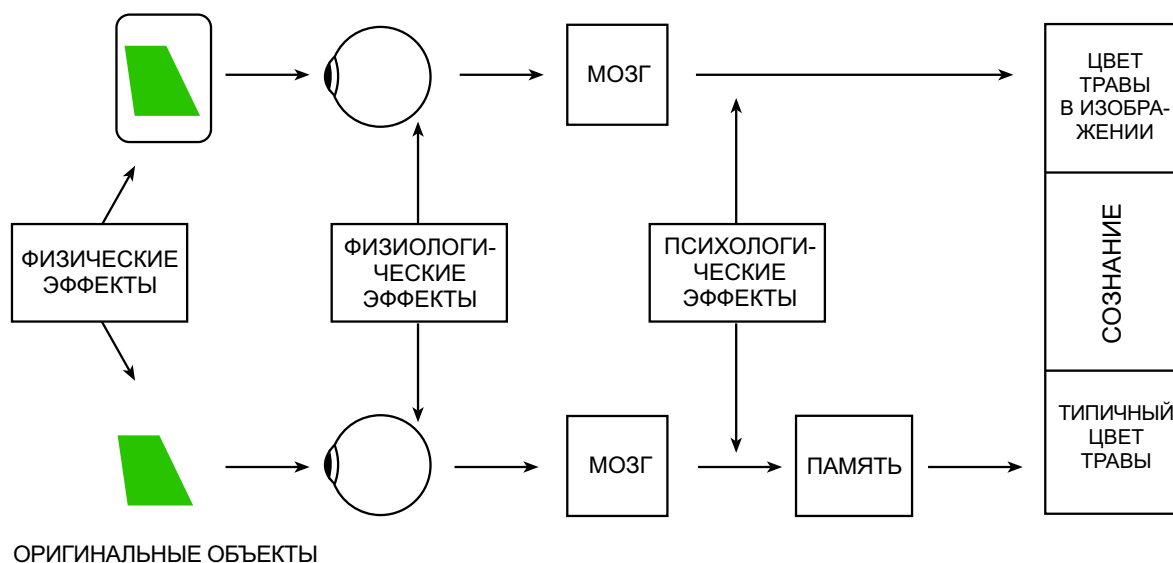 МОЗГ
ЦВЕТ
ТРАВЫ
В ИЗОБРА-
ЖЕНИИ
ФИЗИЧЕСКИЕ
ЭФФЕКТЫ
ФИЗИОЛОГИ-
ЧЕСКИЕ
ЭФФЕКТЫ
ПСИХОЛОГИ-
ЧЕСКИЕ
ЭФФЕКТЫ
СОЗНАНИЕ
МОЗГ
ПАМЯТЬ
ТИПИЧНЫЙ
ЦВЕТ
ТРАВЫ
ОРИГИНАЛЬНЫЕ ОБЪЕКТЫ